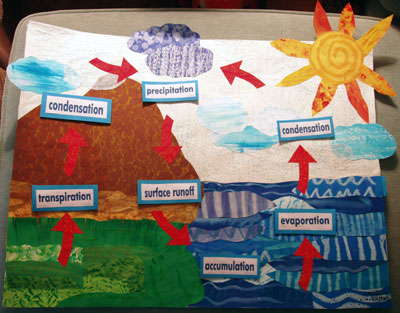 precipitation
condensation
condensation
transpiration
surface runoff
evaporation
accumulation